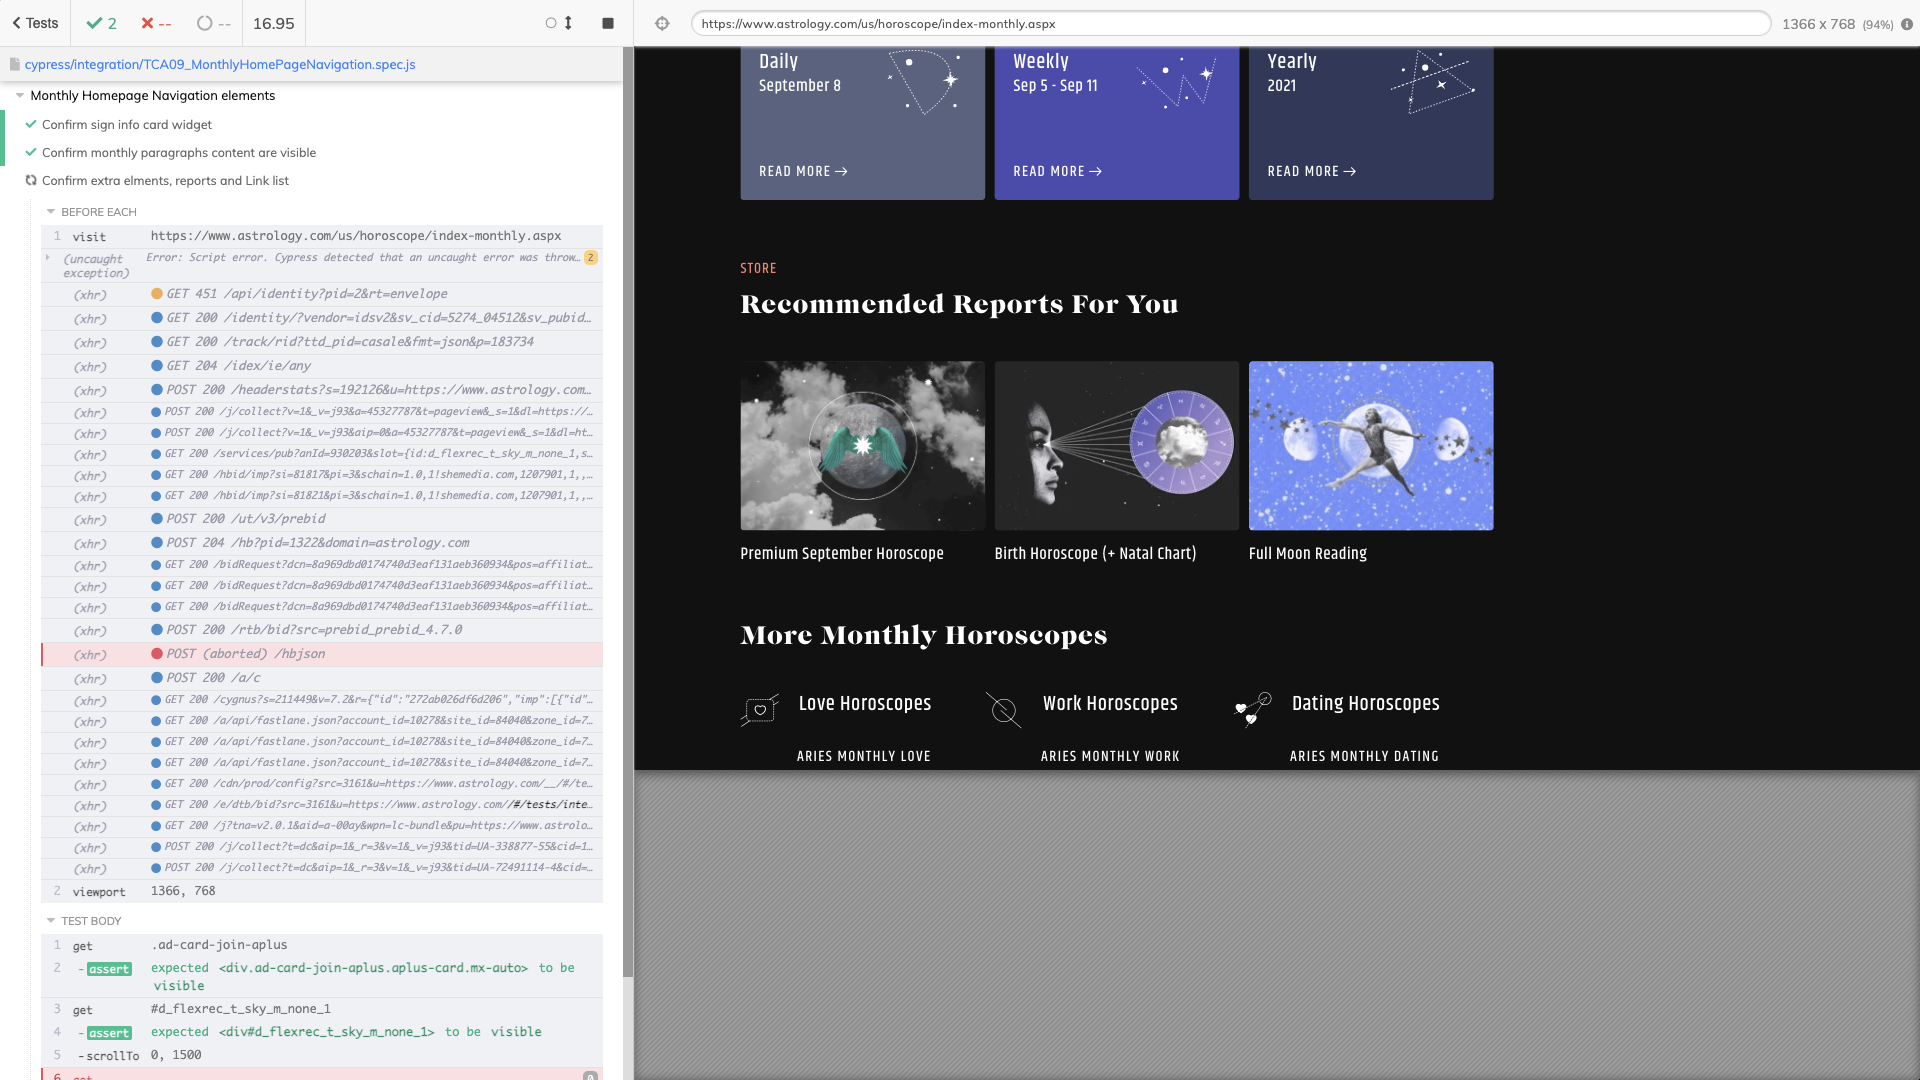 Tests
2
--
--
16.95
https://www.astrology.com/us/horoscope/index-monthly.aspx
1366 x 768 (94%)
cypress/integration/TCA09_MonthlyHomePageNavigation.spec.js
Monthly Homepage Navigation elements
Confirm sign info card widget
Confirm monthly paragraphs content are visible
Confirm extra elments, reports and Link list
BEFORE EACH
1 visit https://www.astrology.com/us/horoscope/index-monthly.aspx
(uncaught exception) Error: Script error. Cypress detected that an uncaught error was throw… 2
(xhr) GET 451 /api/identity?pid=2&rt=envelope
(xhr) GET 200 /identity/?vendor=idsv2&sv_cid=5274_04512&sv_pubid…
(xhr) GET 200 /track/rid?ttd_pid=casale&fmt=json&p=183734
(xhr) GET 204 /idex/ie/any
(xhr) POST 200 /headerstats?s=192126&u=https://www.astrology.com…
(xhr) POST 200 /j/collect?v=1&_v=j93&a=45327787&t=pageview&_s=1&dl=https://…
(xhr) POST 200 /j/collect?v=1&_v=j93&aip=0&a=45327787&t=pageview&_s=1&dl=ht…
(xhr) GET 200 /services/pub?anId=930203&slot={id:d_flexrec_t_sky_m_none_1,s…
(xhr) GET 200 /hbid/imp?si=81817&pi=3&schain=1.0,1!shemedia.com,1207901,1,,…
(xhr) GET 200 /hbid/imp?si=81821&pi=3&schain=1.0,1!shemedia.com,1207901,1,,…
(xhr) POST 200 /ut/v3/prebid
(xhr) POST 204 /hb?pid=1322&domain=astrology.com
(xhr) GET 200 /bidRequest?dcn=8a969dbd0174740d3eaf131aeb360934&pos=affiliat…
(xhr) GET 200 /bidRequest?dcn=8a969dbd0174740d3eaf131aeb360934&pos=affiliat…
(xhr) GET 200 /bidRequest?dcn=8a969dbd0174740d3eaf131aeb360934&pos=affiliat…
(xhr) POST 200 /rtb/bid?src=prebid_prebid_4.7.0
(xhr) POST (aborted) /hbjson
(xhr) POST 200 /a/c
(xhr) GET 200 /cygnus?s=211449&v=7.2&r={"id":"272ab026df6d206","imp":[{"id"…
(xhr) GET 200 /a/api/fastlane.json?account_id=10278&site_id=84040&zone_id=7…
(xhr) GET 200 /a/api/fastlane.json?account_id=10278&site_id=84040&zone_id=7…
(xhr) GET 200 /a/api/fastlane.json?account_id=10278&site_id=84040&zone_id=7…
(xhr) GET 200 /cdn/prod/config?src=3161&u=https://www.astrology.com/__/#/te…
(xhr) GET 200 /e/dtb/bid?src=3161&u=https://www.astrology.com//#/tests/inte…
(xhr) GET 200 /j?tna=v2.0.1&aid=a-00ay&wpn=lc-bundle&pu=https://www.astrolo…
(xhr) POST 200 /j/collect?t=dc&aip=1&_r=3&v=1&_v=j93&tid=UA-338877-55&cid=1…
(xhr) POST 200 /j/collect?t=dc&aip=1&_r=3&v=1&_v=j93&tid=UA-72491114-4&cid=…
2 viewport 1366, 768
TEST BODY
1 get .ad-card-join-aplus
2 -assert expected <div.ad-card-join-aplus.aplus-card.mx-auto> to be
visible
3 get #d_flexrec_t_sky_m_none_1
4 -assert expected <div#d_flexrec_t_sky_m_none_1> to be visible
5 -scrollTo 0, 1500
6 get 0
Daily
September 8
READ MORE
Weekly
Sep 5 - Sep 11
READ MORE
Yearly
2021
READ MORE
STORE
Recommended Reports For You
Premium September Horoscope
Birth Horoscope (+ Natal Chart)
Full Moon Reading
More Monthly Horoscopes
Love Horoscopes
Work Horoscopes
Dating Horoscopes
ARIES MONTHLY LOVE
ARIES MONTHLY WORK
ARIES MONTHLY DATING